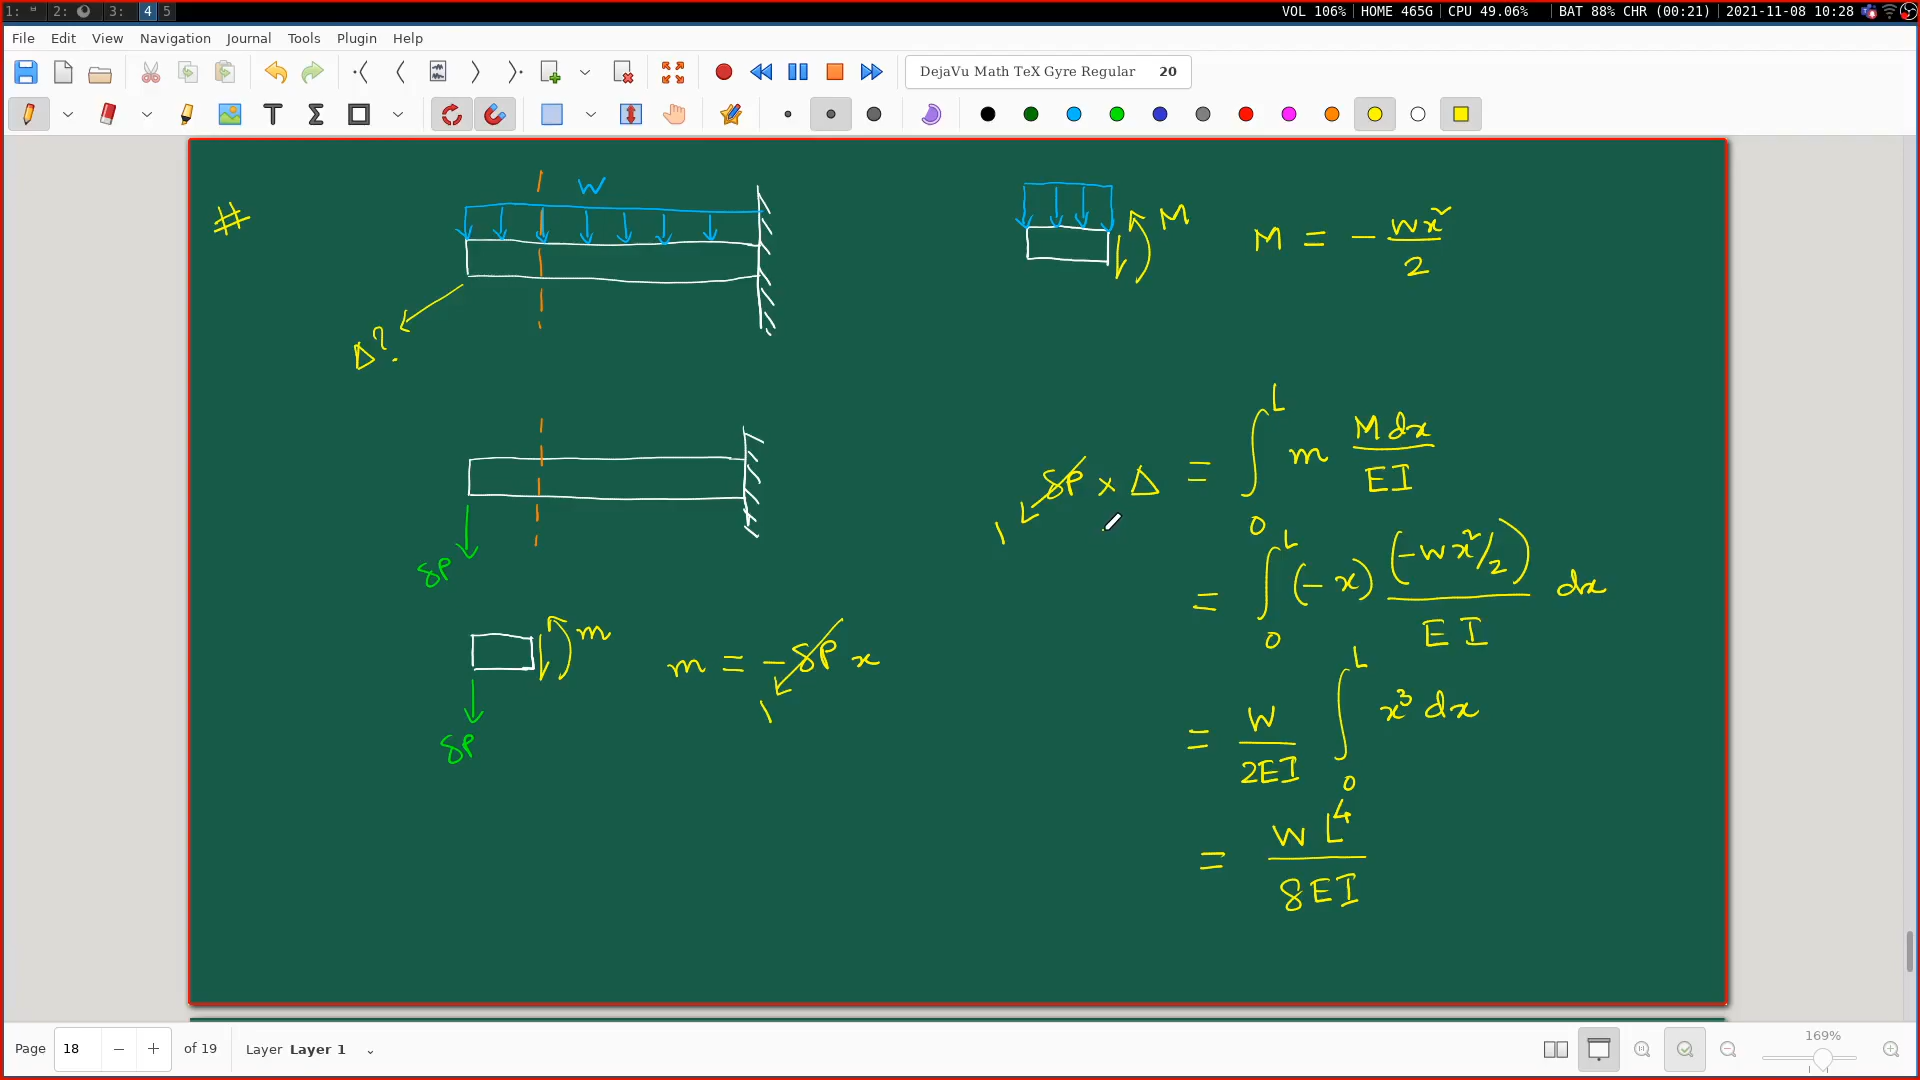 1: 2: 3: 4 5 VOL 106% HOME 465G CPU 49.06% BAT 88% CHR (00:21) 2021-11-08 10:28
File Edit View Navigation Journal Tools Plugin Help
DejaVu Math TeX Gyre Regular 20
T Σ
#
w
M
M = - wx²/2
Δ?
δP × Δ = ∫₀ᴸ m M dx / EI
1
δP
= ∫₀ᴸ (-x) (-wx²/2) / EI dx
m
m = - δP x
1
δP
= w/2EI ∫₀ᴸ x³ dx
= w L⁴ / 8EI
Page 18 of 19 Layer Layer 1 169%